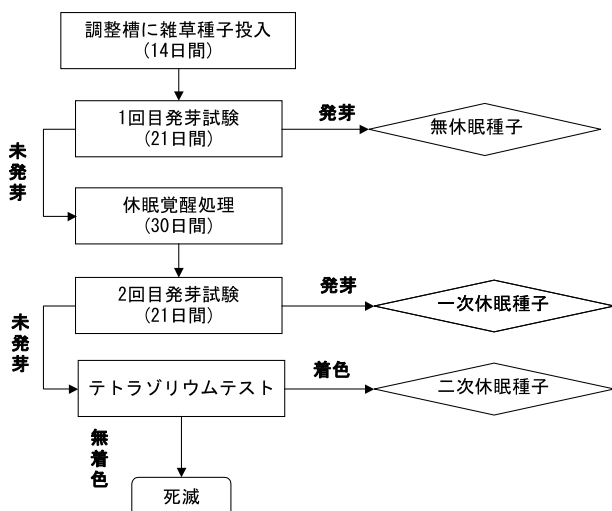 調整槽に雑草種子投入
(14日間)
1回目発芽試験
(21日間)
発芽
無休眠種子
未発芽
休眠覚醒処理
(30日間)
2回目発芽試験
(21日間)
発芽
一次休眠種子
未発芽
テトラゾリウムテスト
着色
二次休眠種子
無着色
死滅